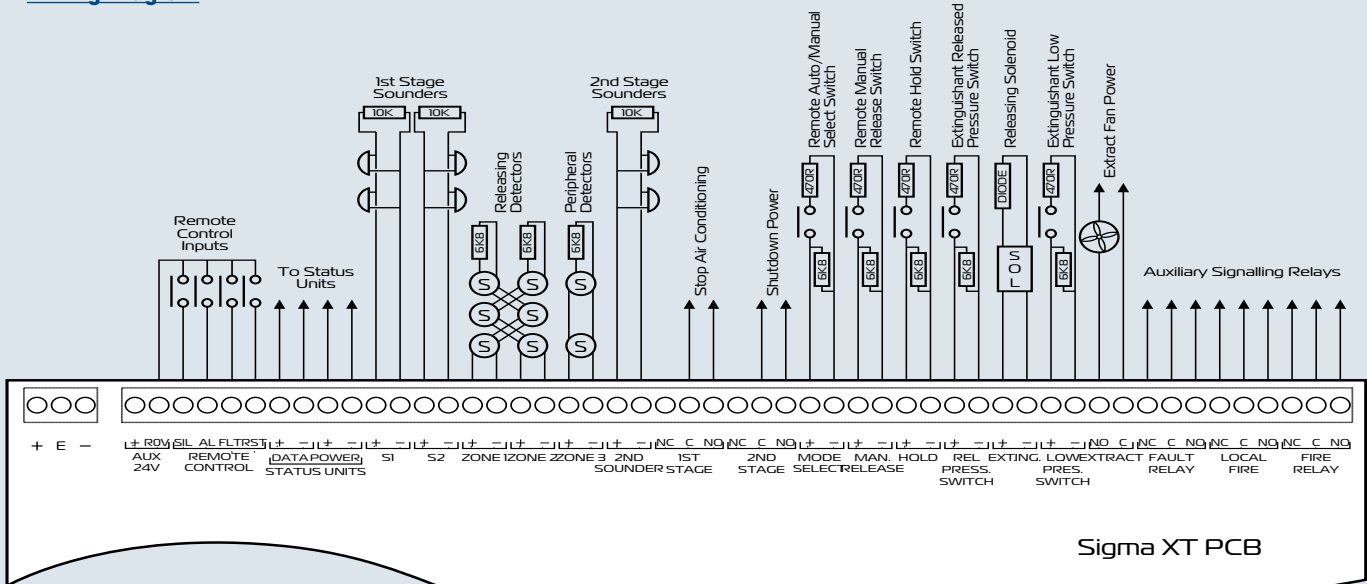 1st Stage
Sounders
10K
10K
2nd Stage
Sounders
10K
Remote
Control
Inputs
To Status
Units
Releasing
Detectors
6K8
6K8
S
S
S
S
S
S
Peripheral
Detectors
6K8
S
S
Stop Air Conditioning
Shutdown Power
Remote Auto/Manual
Select Switch
470R
6K8
Remote Manual
Release Switch
470R
6K8
Remote Hold Switch
470R
6K8
Extinguishant Released
Pressure Switch
470R
6K8
Releasing Solenoid
DIODE
SOL
Extinguishant Low
Pressure Switch
470R
6K8
Extract Fan Power
Auxiliary Signalling Relays
+ E −
+ R0V SIL AL FLT RST + − + − + − + − + − + − + − + − NC C NO NC C NO + − + − + − + − + − + − NO C NC C NO NC C NO NC C NO
AUX
24V
REMOTE
CONTROL
DATA POWER
STATUS UNITS
S1
S2
ZONE 1
ZONE 2
ZONE 3
2ND
SOUNDER
1ST
STAGE
2ND
STAGE
MODE
SELECT
MAN.
RELEASE
HOLD
REL
PRESS.
SWITCH
EXTING.
LOW
PRES.
SWITCH
EXTRACT
FAULT
RELAY
LOCAL
FIRE
FIRE
RELAY
Sigma XT PCB